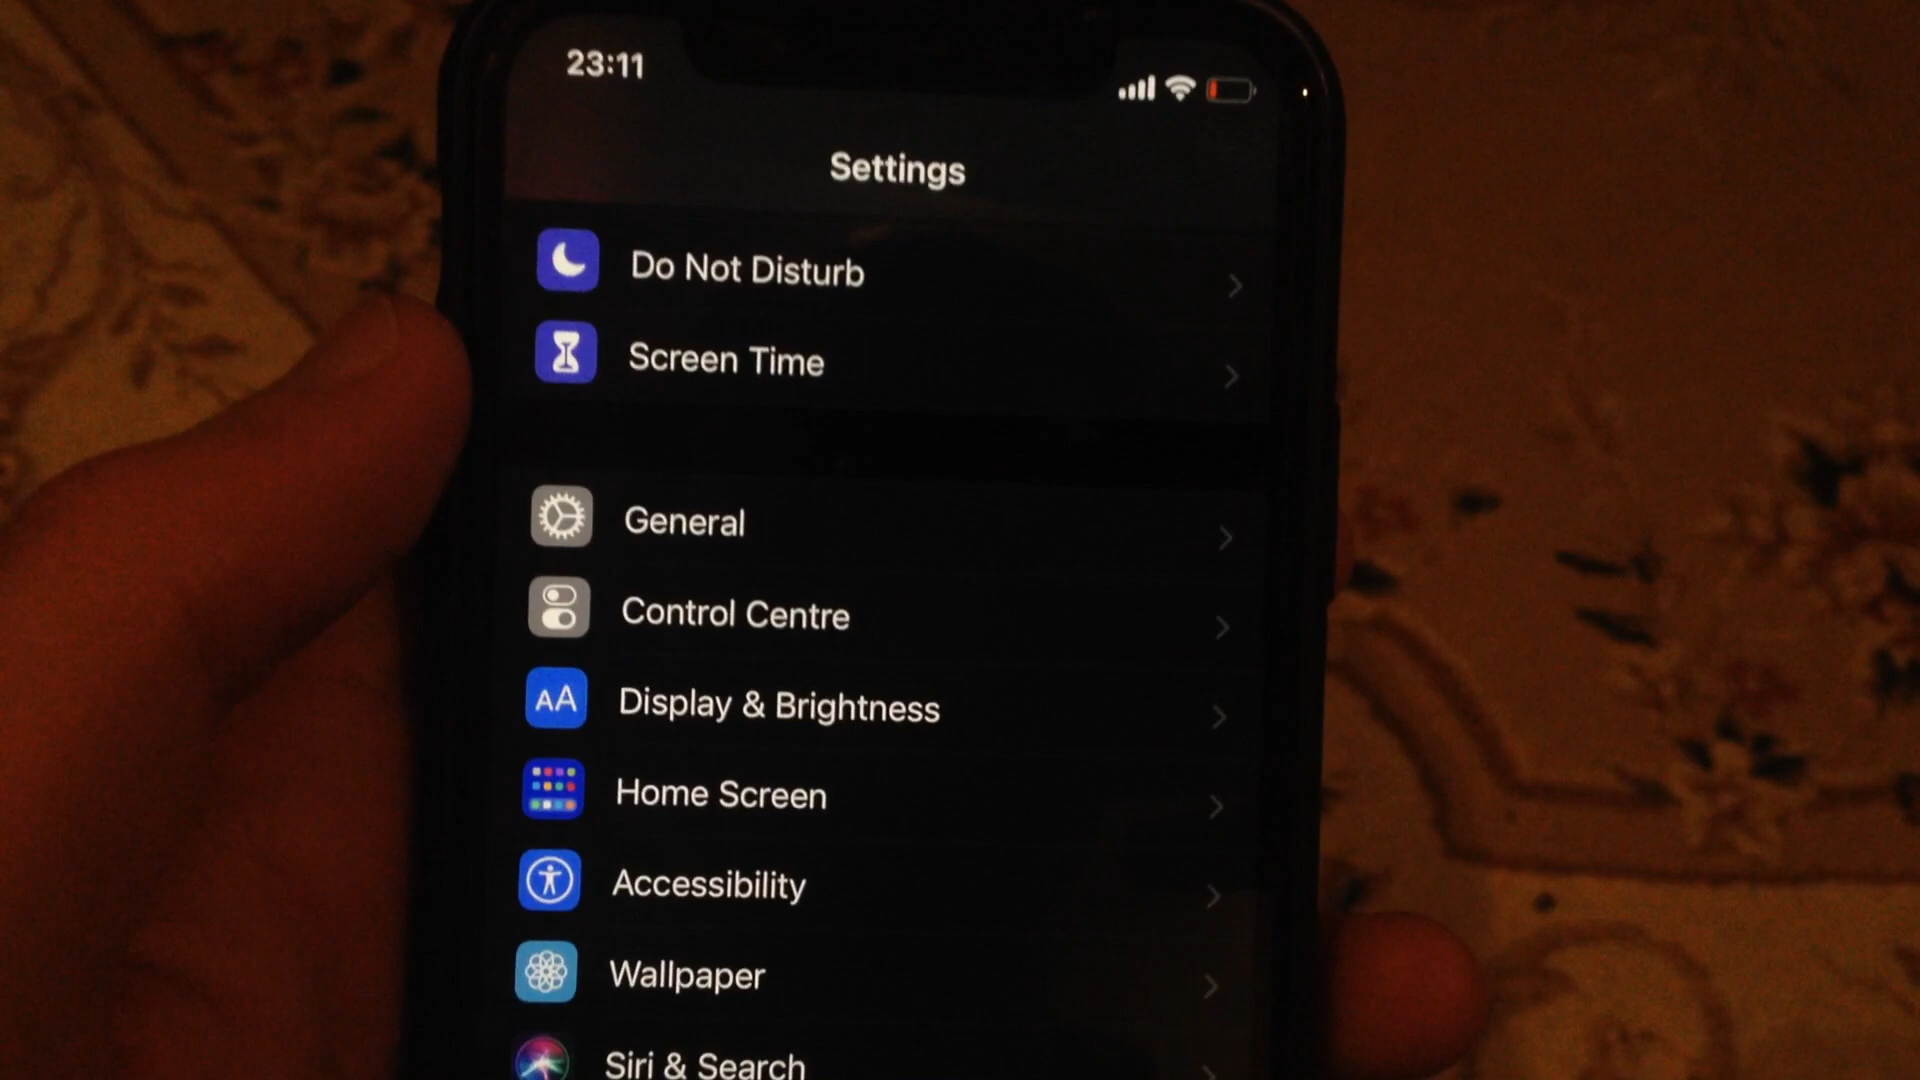 23:11
Settings
Do Not Disturb
Screen Time
General
Control Centre
AA
Display & Brightness
Home Screen
Accessibility
Wallpaper
Siri & Search